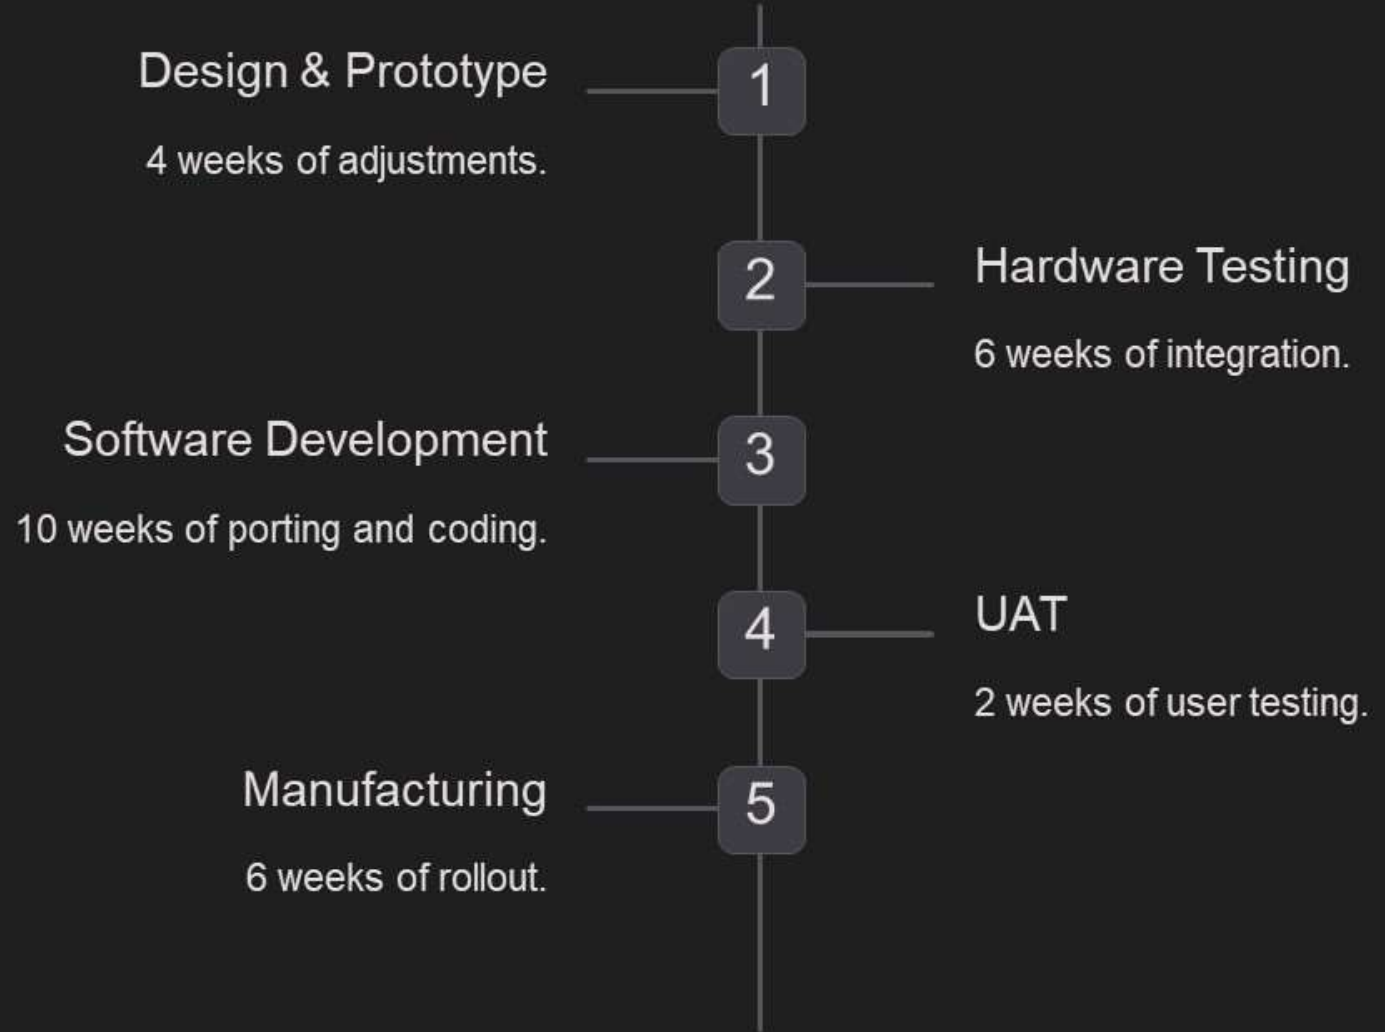 Design & Prototype
1
4 weeks of adjustments.
2
Hardware Testing
6 weeks of integration.
Software Development
3
10 weeks of porting and coding.
4
UAT
2 weeks of user testing.
Manufacturing
5
6 weeks of rollout.